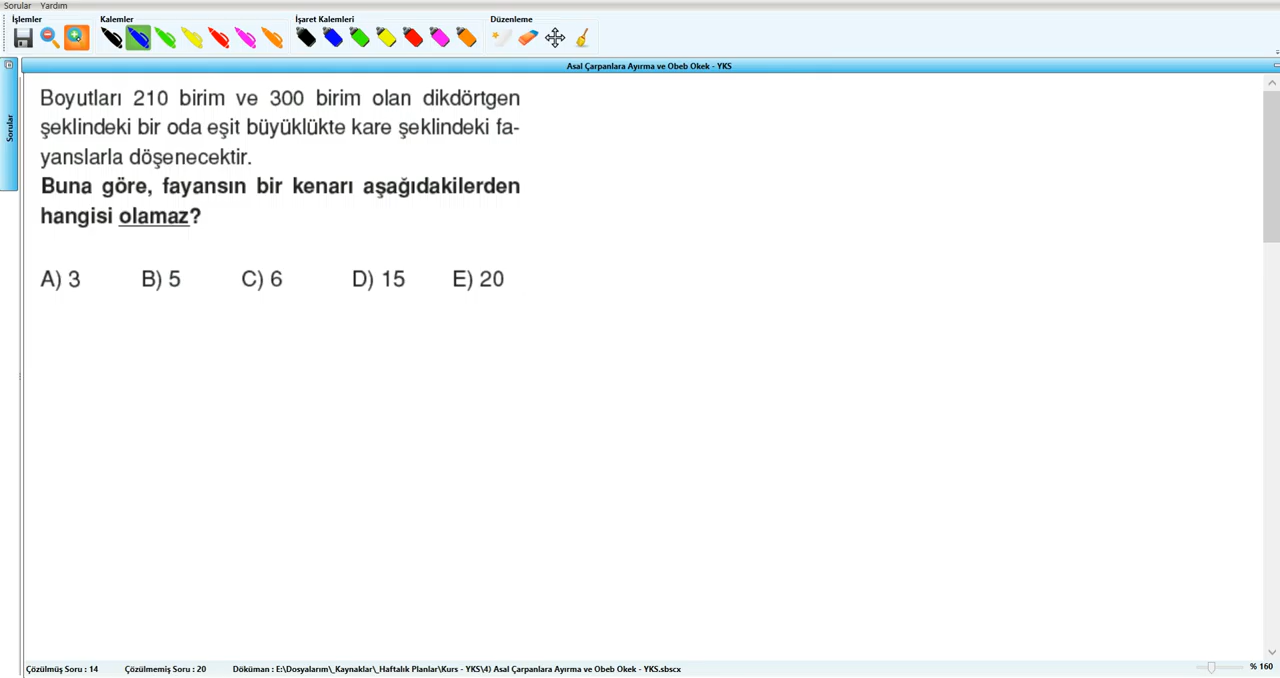 Sorular Yardım
İşlemler Kalemler İşaret Kalemleri Düzenleme
Asal Çarpanlara Ayırma ve Obeb Okek - YKS
Sorular
Boyutları 210 birim ve 300 birim olan dikdörtgen
şeklindeki bir oda eşit büyüklükte kare şeklindeki fa-
yanslarla döşenecektir.
Buna göre, fayansın bir kenarı aşağıdakilerden
hangisi olamaz?
A) 3 B) 5 C) 6 D) 15 E) 20
Çözülmüş Soru : 14 Çözülmemiş Soru : 20 Döküman : E:\Dosyalarım\_Kaynaklar\_Haftalık Planlar\Kurs - YKS\4) Asal Çarpanlara Ayırma ve Obeb Okek - YKS.sbscx % 160